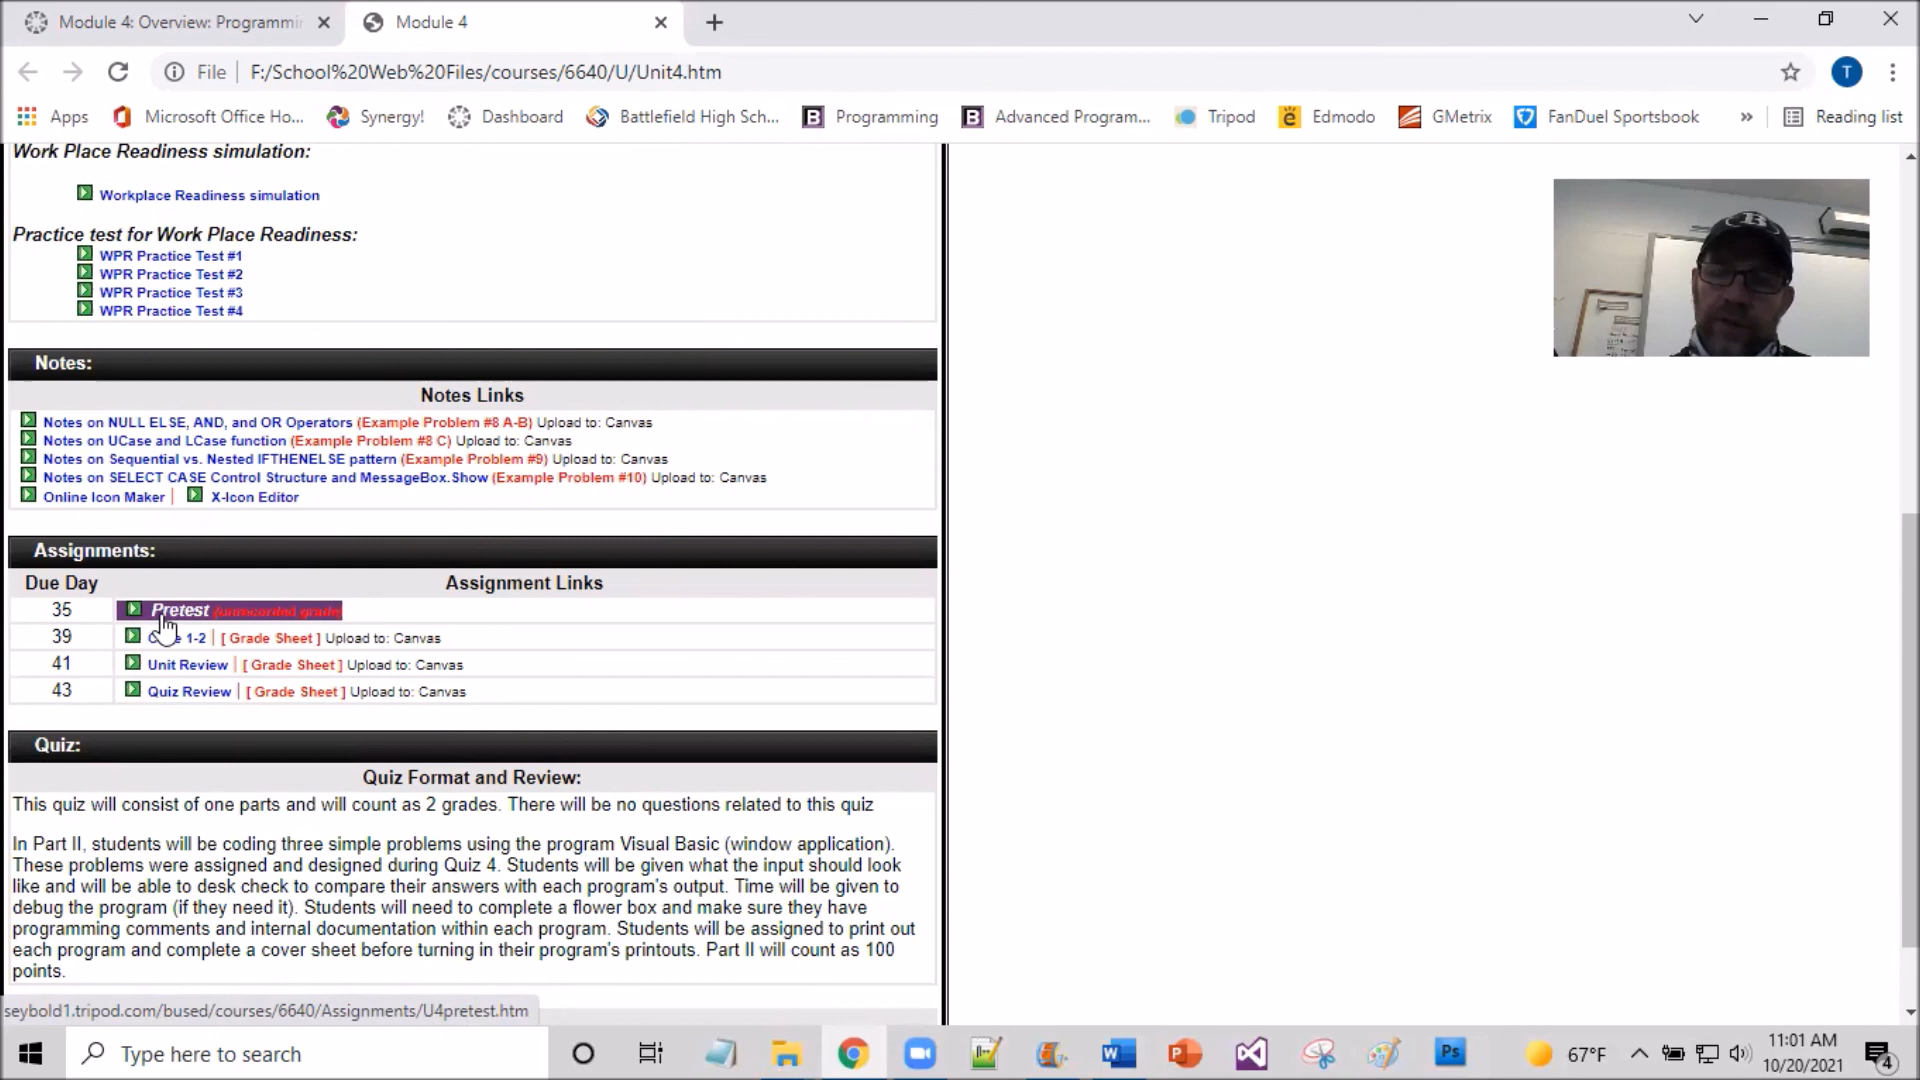 Module 4: Overview: Programmin
Module 4
File
F:/School%20Web%20Files/courses/6640/U/Unit4.htm
T
Apps
Microsoft Office Ho...
Synergy!
Dashboard
Battlefield High Sch...
Programming
Advanced Program...
Tripod
Edmodo
GMetrix
FanDuel Sportsbook
»
Reading list
Work Place Readiness simulation:
Workplace Readiness simulation
Practice test for Work Place Readiness:
WPR Practice Test #1
WPR Practice Test #2
WPR Practice Test #3
WPR Practice Test #4
Notes:
Notes Links
Notes on NULL ELSE, AND, and OR Operators (Example Problem #8 A-B) Upload to: Canvas
Notes on UCase and LCase function (Example Problem #8 C) Upload to: Canvas
Notes on Sequential vs. Nested IFTHENELSE pattern (Example Problem #9) Upload to: Canvas
Notes on SELECT CASE Control Structure and MessageBox.Show (Example Problem #10) Upload to: Canvas
Online Icon Maker | X-Icon Editor
Assignments:
Due Day Assignment Links
35 Pretest (unrecorded grade)
39 1-2 | [ Grade Sheet ] Upload to: Canvas
41 Unit Review | [ Grade Sheet ] Upload to: Canvas
43 Quiz Review | [ Grade Sheet ] Upload to: Canvas
Quiz:
Quiz Format and Review:
This quiz will consist of one parts and will count as 2 grades. There will be no questions related to this quiz
In Part II, students will be coding three simple problems using the program Visual Basic (window application).
These problems were assigned and designed during Quiz 4. Students will be given what the input should look
like and will be able to desk check to compare their answers with each program's output. Time will be given to
debug the program (if they need it). Students will need to complete a flower box and make sure they have
programming comments and internal documentation within each program. Students will be assigned to print out
each program and complete a cover sheet before turning in their program's printouts. Part II will count as 100
points.
seybold1.tripod.com/bused/courses/6640/Assignments/U4pretest.htm
Type here to search
Ps
67°F
11:01 AM
10/20/2021
4